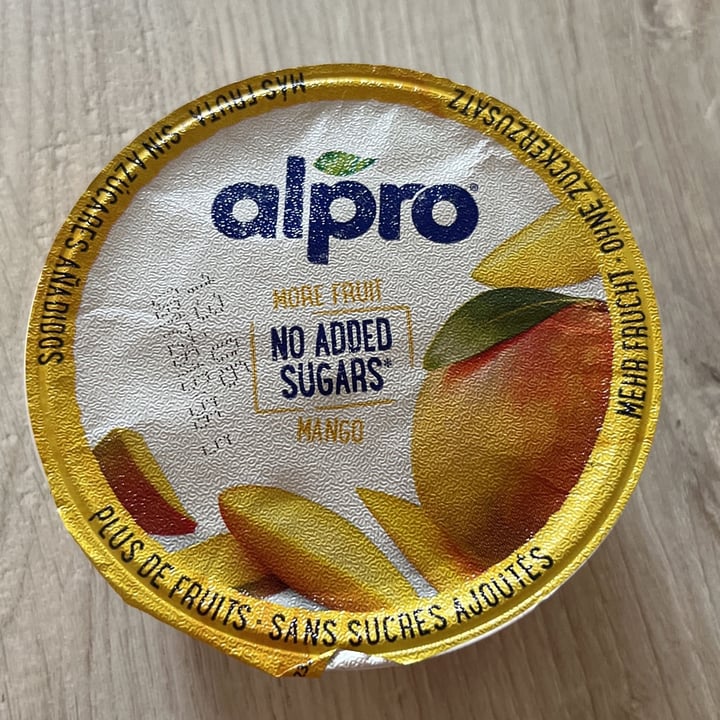 alpro
MORE FRUIT
NO ADDED
SUGARS*
MANGO
MÁS FRUTA · SIN AZÚCARES AÑADIDOS
MEHR FRUCHT · OHNE ZUCKERZUSATZ
PLUS DE FRUITS · SANS SUCRES AJOUTÉS